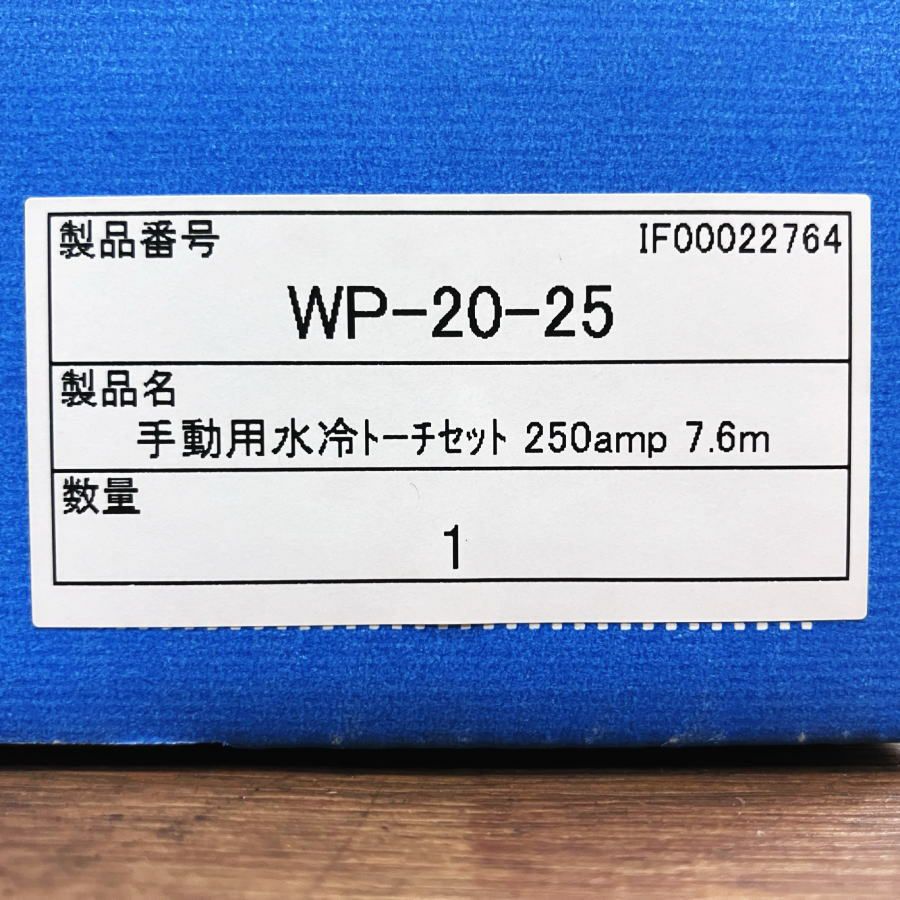 製品番号 IF00022764
WP-20-25
製品名
手動用水冷ﾄｰﾁｾｯﾄ 250amp 7.6m
数量
1